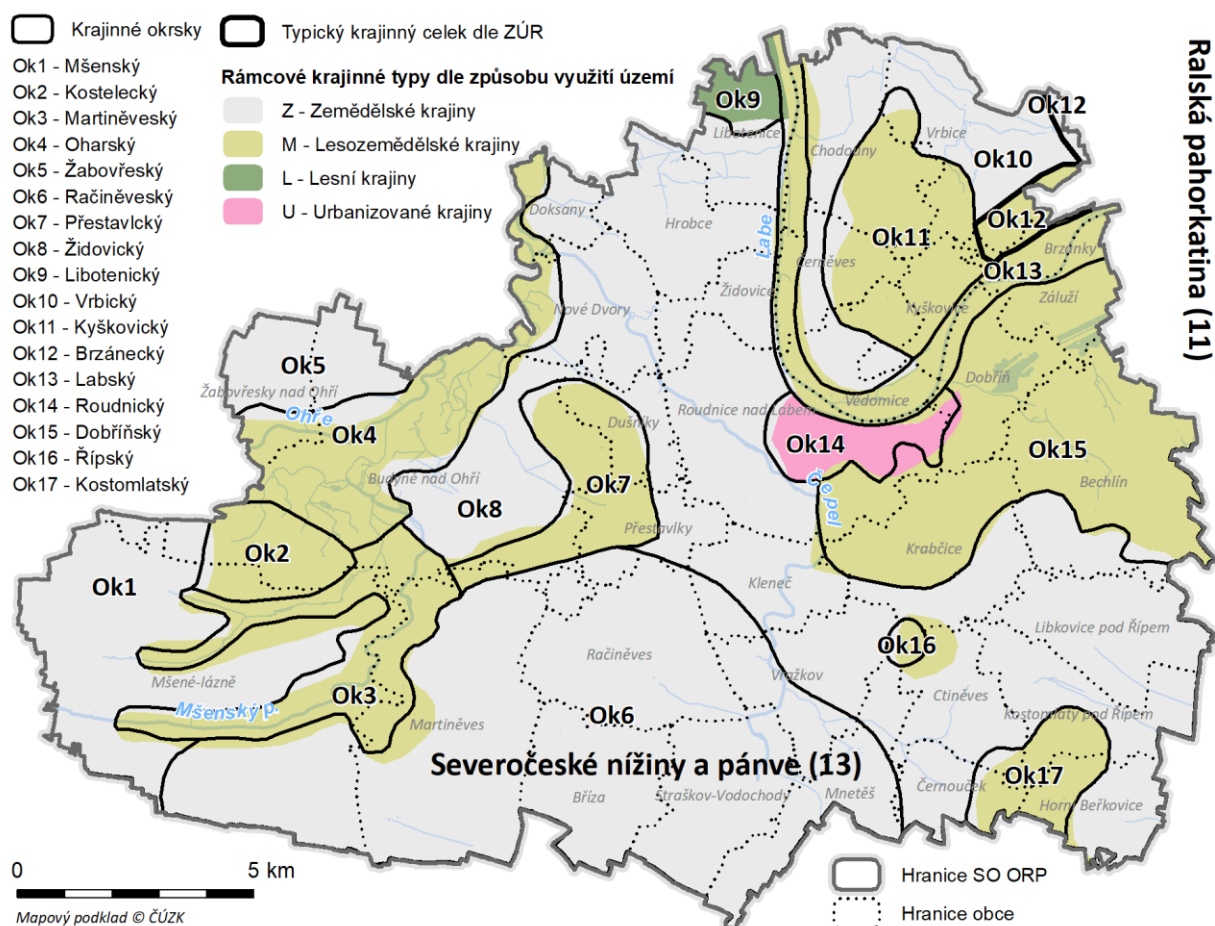 Krajinné okrsky
Typický krajinný celek dle ZÚR
Ok1 - Mšenský
Ok2 - Kostelecký
Ok3 - Martiněveský
Ok4 - Oharský
Ok5 - Žabovřeský
Ok6 - Račiněveský
Ok7 - Přestavlcký
Ok8 - Židovický
Ok9 - Libotenický
Ok10 - Vrbický
Ok11 - Kyškovický
Ok12 - Brzánecký
Ok13 - Labský
Ok14 - Roudnický
Ok15 - Dobříňský
Ok16 - Řípský
Ok17 - Kostomlatský
Rámcové krajinné typy dle způsobu využití území
Z - Zemědělské krajiny
M - Lesozemědělské krajiny
L - Lesní krajiny
U - Urbanizované krajiny
Ralská pahorkatina (11)
Ok9
Libotenice
Ok12
Chodouny
Vrbice
Ok10
Doksany
Hrobce
Labe
Ok11
Ok12
Brzánky
Černěves
Ok13
Nové Dvory
Židovice
Kyškovice
Záluží
Ok5
Žabovřesky nad Ohří
Ohře
Ok4
Dušníky
Roudnice nad Labem
Vědomice
Dobříň
Ok14
Ok15
Budyně nad Ohří
Ok8
Ok7
Čepel
Bechlín
Přestavlky
Krabčice
Ok2
Ok1
Kleneč
Ok16
Libkovice pod Řípem
Račiněves
Vražkov
Mšené-lázně
Ok3
Mšenský p.
Martiněves
Ctiněves
Ok6
Kostomlaty pod Řípem
Severočeské nížiny a pánve (13)
Ok17
Bříza
Straškov-Vodochody
Mnetěš
Černouček
Horní Beřkovice
0
5 km
Mapový podklad © ČÚZK
Hranice SO ORP
Hranice obce